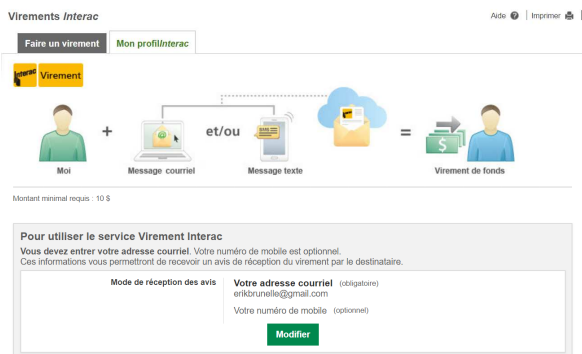 Virements Interac
Aide ? | Imprimer
Faire un virement
Mon profilInterac
Interac Virement
+
et/ou
=
Moi
Message courriel
Message texte
Virement de fonds
Montant minimal requis : 10 $
Pour utiliser le service Virement Interac
Vous devez entrer votre adresse courriel. Votre numéro de mobile est optionnel.
Ces informations vous permettront de recevoir un avis de réception du virement par le destinataire.
Mode de réception des avis
Votre adresse courriel (obligatoire)
erikbrunelle@gmail.com
Votre numéro de mobile (optionnel)
Modifier